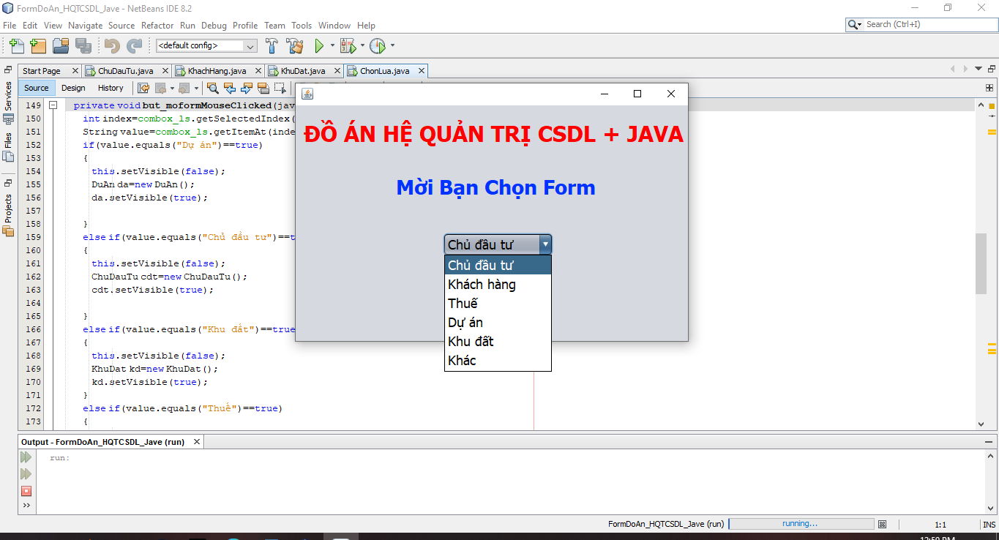 FormDoAn_HQTCSDL_Jave - NetBeans IDE 8.2
File Edit View Navigate Source Refactor Run Debug Profile Team Tools Window Help
Search (Ctrl+I)
<default config>
Start Page ChuDauTu.java KhachHang.java KhuDat.java ChonLua.java
Source Design History
Services
Files
Projects
149 private void but_moformMouseClicked(jav
150 int index=combox_ls.getSelectedIndex(
151 String value=combox_ls.getItemAt(inde
152 if(value.equals("Dự án")==true)
153 {
154 this.setVisible(false);
155 DuAn da=new DuAn();
156 da.setVisible(true);
157
158 }
159 else if(value.equals("Chủ đầu tư")==t
160 {
161 this.setVisible(false);
162 ChuDauTu cdt=new ChuDauTu();
163 cdt.setVisible(true);
164
165 }
166 else if(value.equals("Khu đất")==true
167 {
168 this.setVisible(false);
169 KhuDat kd=new KhuDat();
170 kd.setVisible(true);
171 }
172 else if(value.equals("Thuế")==true)
173 {
ĐỒ ÁN HỆ QUẢN TRỊ CSDL + JAVA
Mời Bạn Chọn Form
Chủ đầu tư
Chủ đầu tư
Khách hàng
Thuế
Dự án
Khu đất
Khác
Output - FormDoAn_HQTCSDL_Jave (run)
run:
FormDoAn_HQTCSDL_Jave (run) running... 1:1 INS